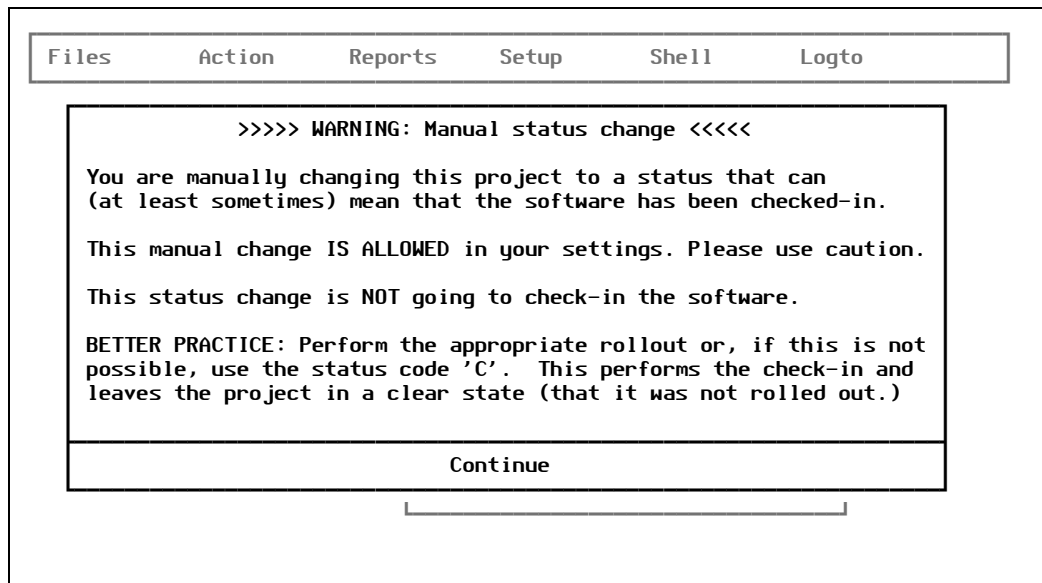 Files Action Reports Setup Shell Logto
>>>>> WARNING: Manual status change <<<<<
You are manually changing this project to a status that can
(at least sometimes) mean that the software has been checked-in.
This manual change IS ALLOWED in your settings. Please use caution.
This status change is NOT going to check-in the software.
BETTER PRACTICE: Perform the appropriate rollout or, if this is not
possible, use the status code 'C'.  This performs the check-in and
leaves the project in a clear state (that it was not rolled out.)
Continue